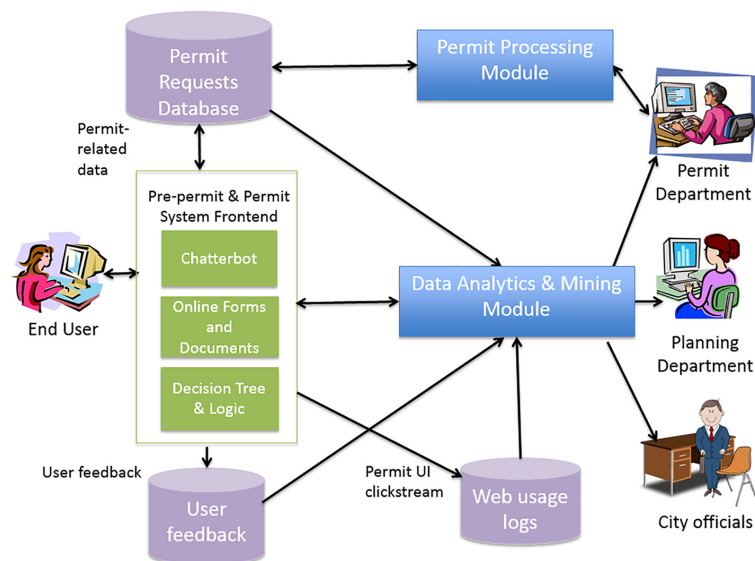 Permit
Requests
Database
Permit Processing
Module
Permit-
related
data
Permit
Department
Pre-permit & Permit
System Frontend
Chatterbot
Online Forms
and
Documents
Decision Tree
& Logic
End User
Data Analytics & Mining
Module
Planning
Department
User feedback
User
feedback
Permit UI
clickstream
Web usage
logs
City officials